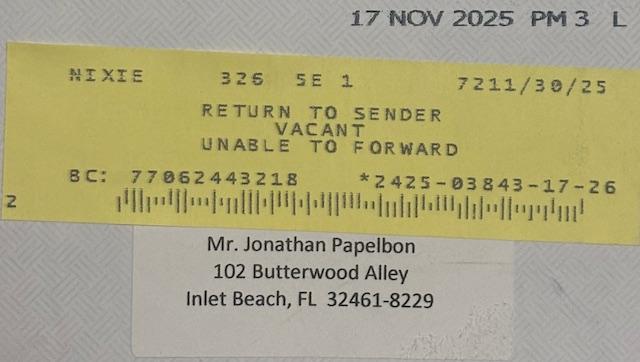 17 NOV 2025 PM 3 L
NIXIE 326 5E 1 7211/30/25
RETURN TO SENDER
VACANT
UNABLE TO FORWARD
BC: 77062443218 *2425-03843-17-26
2
Mr. Jonathan Papelbon
102 Butterwood Alley
Inlet Beach, FL 32461-8229